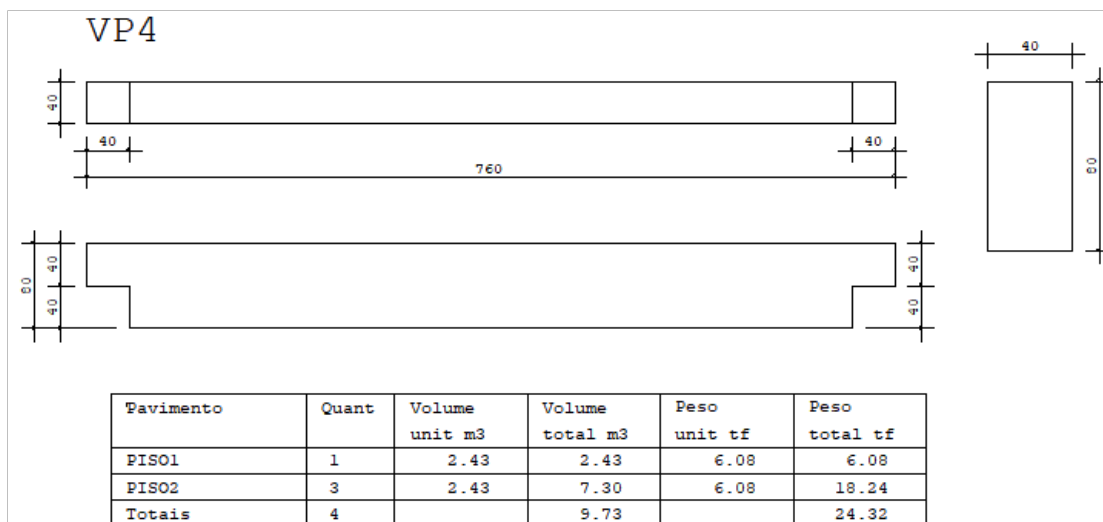 VP4
40
40
40
40
760
80
40
40
80
40
40
Pavimento Quant Volume unit m3 Volume total m3 Peso unit tf Peso total tf
PISO1 1 2.43 2.43 6.08 6.08
PISO2 3 2.43 7.30 6.08 18.24
Totais 4 9.73 24.32